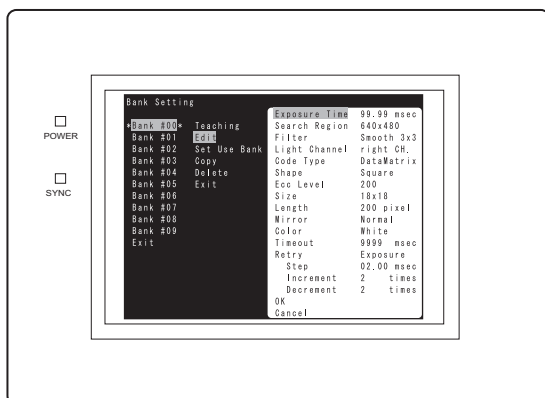 POWER
SYNC
Bank Setting
*Bank #00*
Bank #01
Bank #02
Bank #03
Bank #04
Bank #05
Bank #06
Bank #07
Bank #08
Bank #09
Exit
Teaching
Edit
Set Use Bank
Copy
Delete
Exit
Exposure Time 99.99 msec
Search Region 640x480
Filter Smooth 3x3
Light Channel right CH.
Code Type DataMatrix
Shape Square
Ecc Level 200
Size 18x18
Length 200 pixel
Mirror Normal
Color White
Timeout 9999 msec
Retry Exposure
Step 02.00 msec
Increment 2 times
Decrement 2 times
OK
Cancel